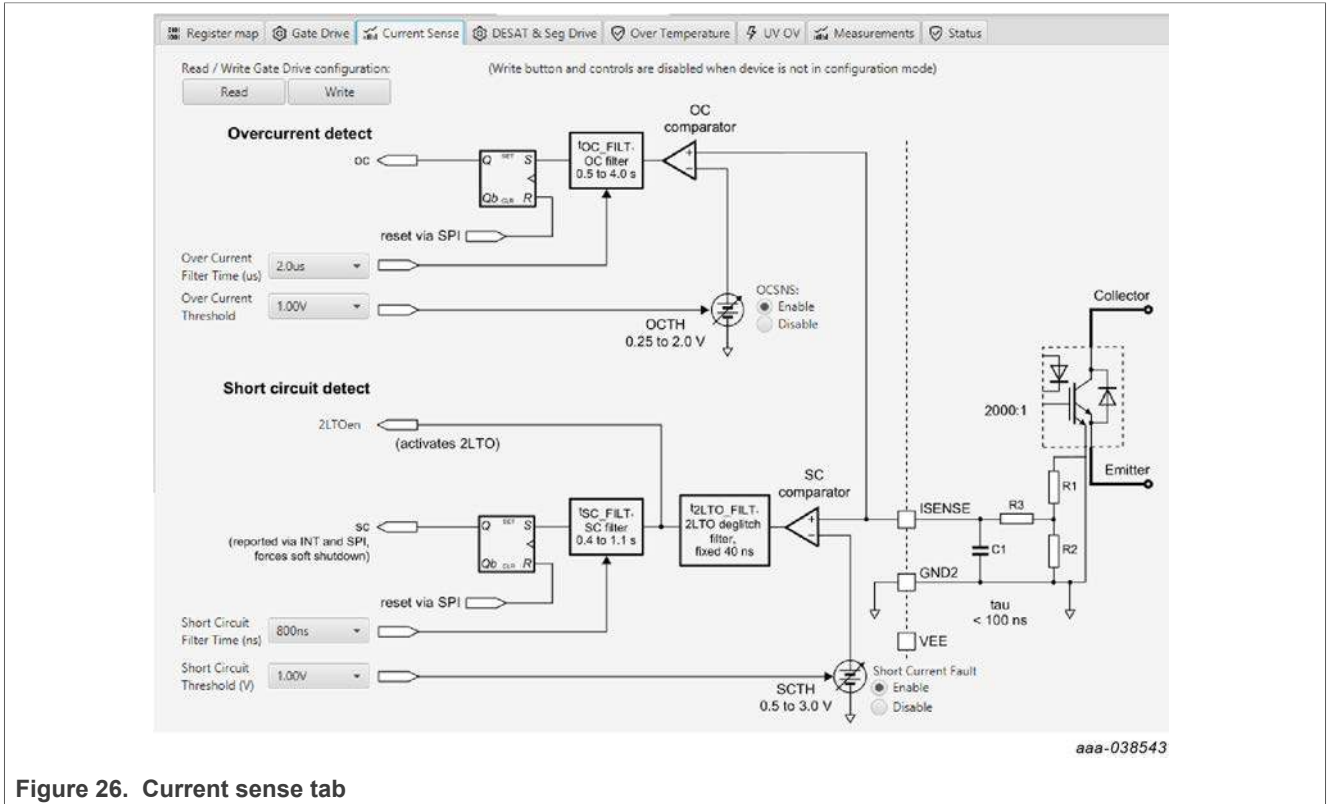 Register map
Gate Drive
Current Sense
DESAT & Seg Drive
Over Temperature
UV OV
Measurements
Status
Read / Write Gate Drive configuration:
(Write button and controls are disabled when device is not in configuration mode)
Read
Write
OC
comparator
Overcurrent detect
tOC_FILT.
OC filter
0.5 to 4.0 s
OC
Q SET S
Qb CLR R
+
−
reset via SPI
Over Current
Filter Time (us)
2.0us
Over Current
Threshold
1.00V
OCSNS:
Enable
Disable
OCTH
0.25 to 2.0 V
Collector
Short circuit detect
2000:1
2LTOen
(activates 2LTO)
SC
comparator
Emitter
R1
ISENSE
R3
tSC_FILT.
SC filter
0.4 to 1.1 s
t2LTO_FILT.
2LTO deglitch
filter,
fixed 40 ns
+
−
SC
(reported via INT and SPI,
forces soft shutdown)
Q SET S
Qb CLR R
C1
R2
GND2
reset via SPI
tau
< 100 ns
Short Circuit
Filter Time (ns)
800ns
VEE
Short Circuit
Threshold (V)
1.00V
SCTH
0.5 to 3.0 V
Short Current Fault
Enable
Disable
aaa-038543
Figure 26. Current sense tab